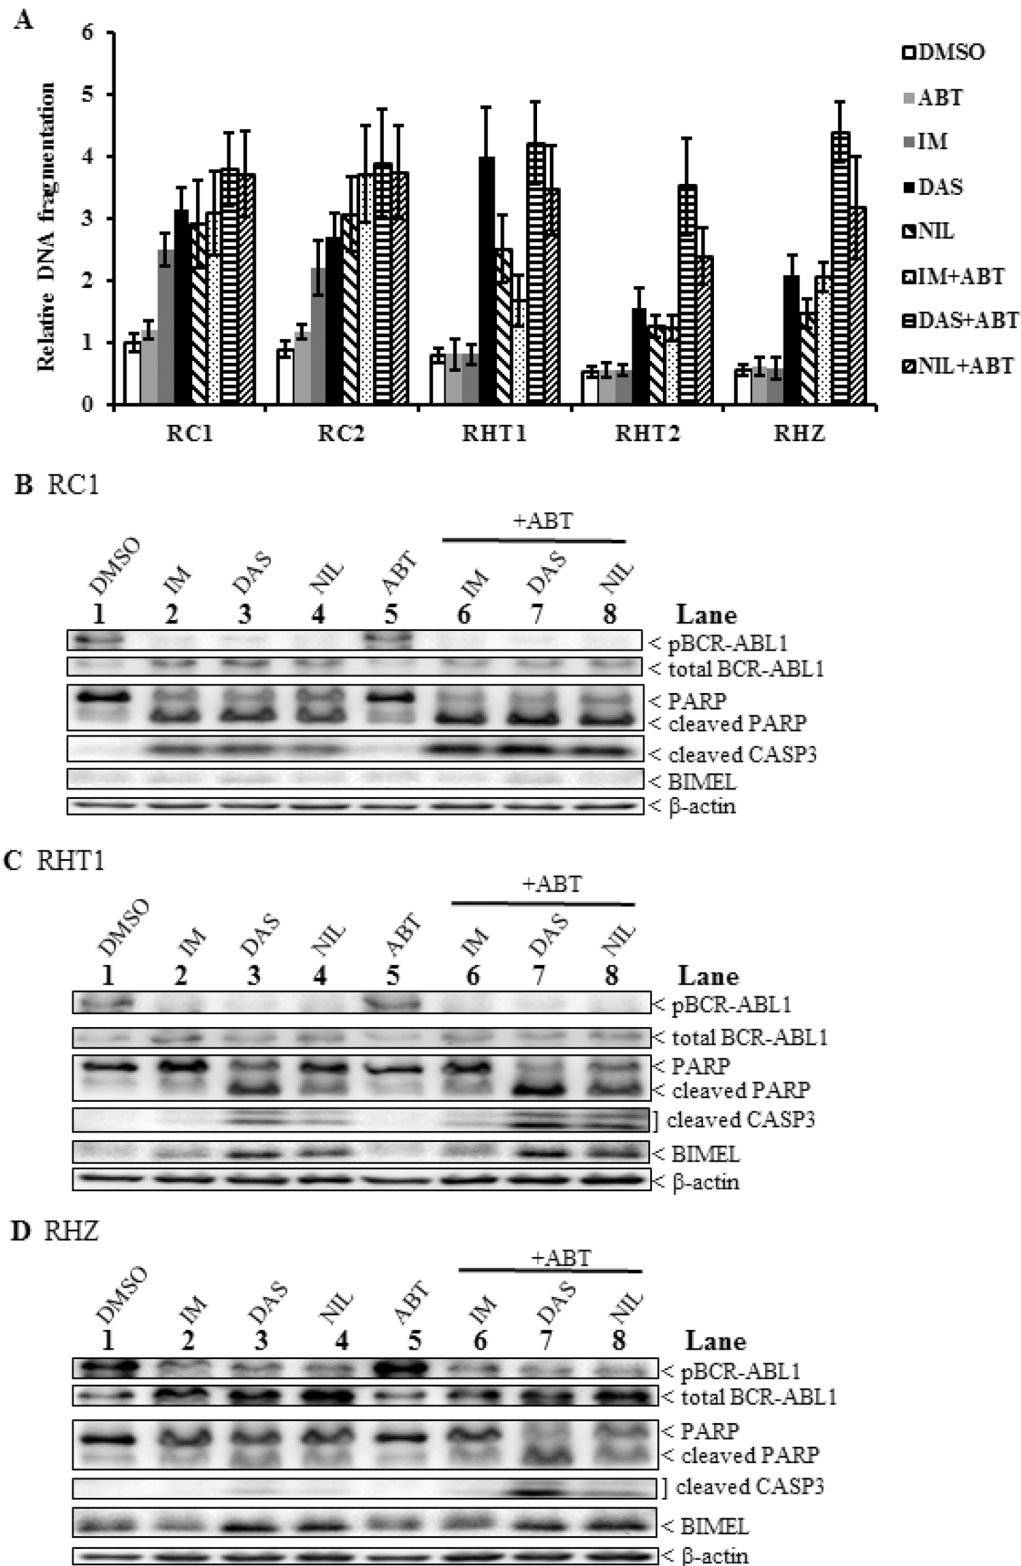 A
6
5
4
3
2
1
0
Relative DNA fragmentation
RC1 RC2 RHT1 RHT2 RHZ
DMSO
ABT
IM
DAS
NIL
IM+ABT
DAS+ABT
NIL+ABT
B RC1
+ABT
DMSO IM DAS NIL ABT IM DAS NIL
1 2 3 4 5 6 7 8 Lane
< pBCR-ABL1
< total BCR-ABL1
< PARP
< cleaved PARP
< cleaved CASP3
< BIMEL
< β-actin
C RHT1
+ABT
DMSO IM DAS NIL ABT IM DAS NIL
1 2 3 4 5 6 7 8 Lane
< pBCR-ABL1
< total BCR-ABL1
< PARP
< cleaved PARP
] cleaved CASP3
< BIMEL
< β-actin
D RHZ
+ABT
DMSO IM DAS NIL ABT IM DAS NIL
1 2 3 4 5 6 7 8 Lane
< pBCR-ABL1
< total BCR-ABL1
< PARP
< cleaved PARP
] cleaved CASP3
< BIMEL
< β-actin